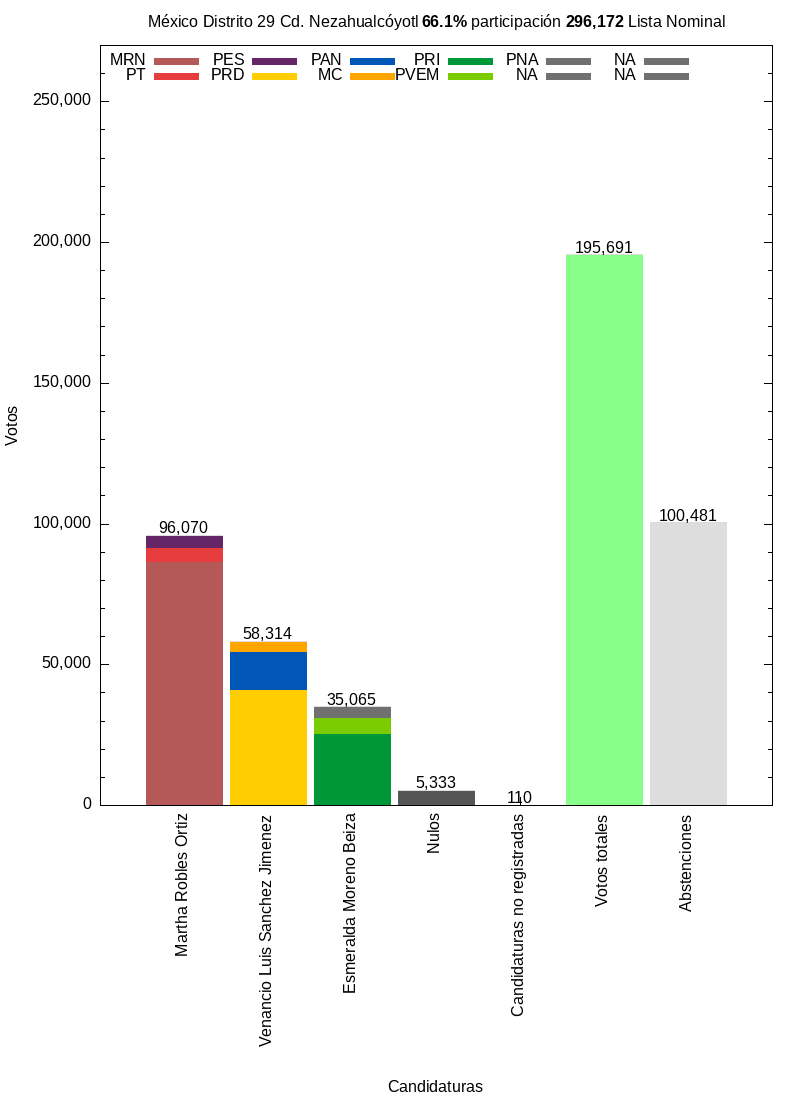 México Distrito 29 Cd. Nezahualcóyotl 66.1% participación 296,172 Lista Nominal
MRN PES PAN PRI PNA NA
PT PRD MC PVEM NA NA
250,000
200,000
150,000
100,000
50,000
0
Votos
96,070
58,314
35,065
5,333
110
195,691
100,481
Martha Robles Ortiz
Venancio Luis Sanchez Jimenez
Esmeralda Moreno Beiza
Nulos
Candidaturas no registradas
Votos totales
Abstenciones
Candidaturas